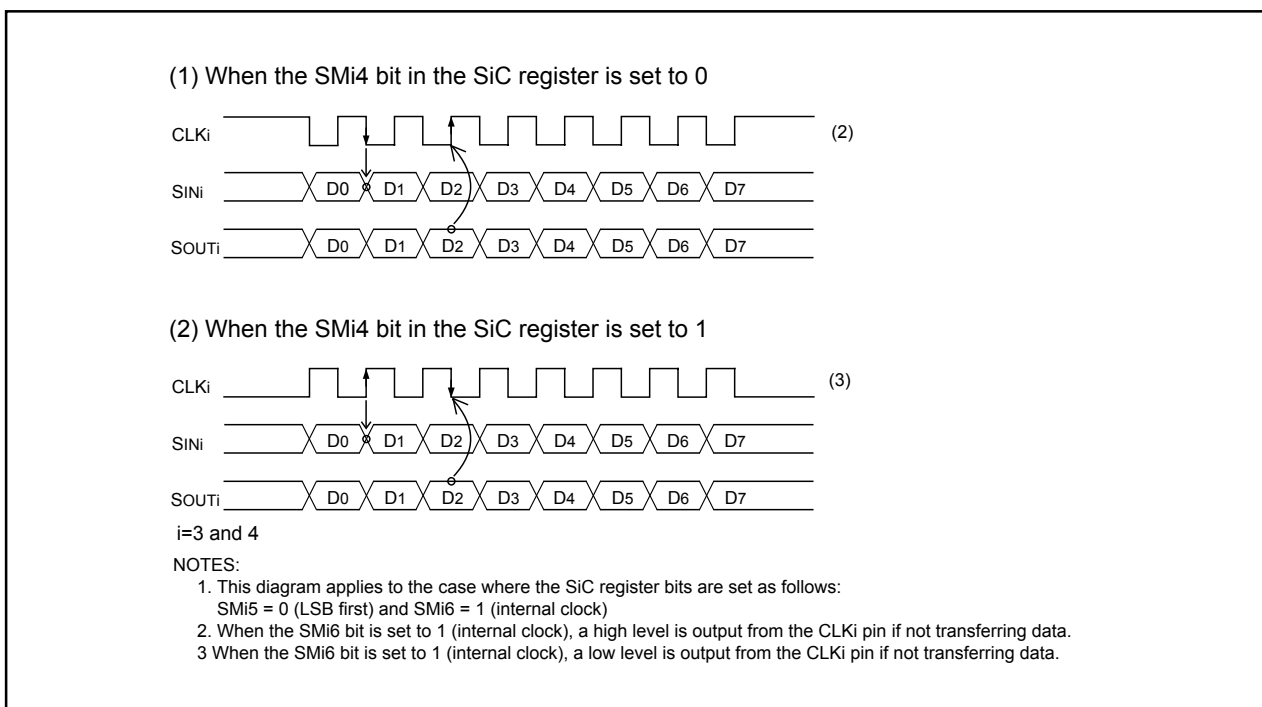 (1) When the SMi4 bit in the SiC register is set to 0
CLKi
(2)
SINi
D0 D1 D2 D3 D4 D5 D6 D7
SOUTi
D0 D1 D2 D3 D4 D5 D6 D7
(2) When the SMi4 bit in the SiC register is set to 1
CLKi
(3)
SINi
D0 D1 D2 D3 D4 D5 D6 D7
SOUTi
D0 D1 D2 D3 D4 D5 D6 D7
i=3 and 4
NOTES:
1. This diagram applies to the case where the SiC register bits are set as follows:
SMi5 = 0 (LSB first) and SMi6 = 1 (internal clock)
2. When the SMi6 bit is set to 1 (internal clock), a high level is output from the CLKi pin if not transferring data.
3 When the SMi6 bit is set to 1 (internal clock), a low level is output from the CLKi pin if not transferring data.